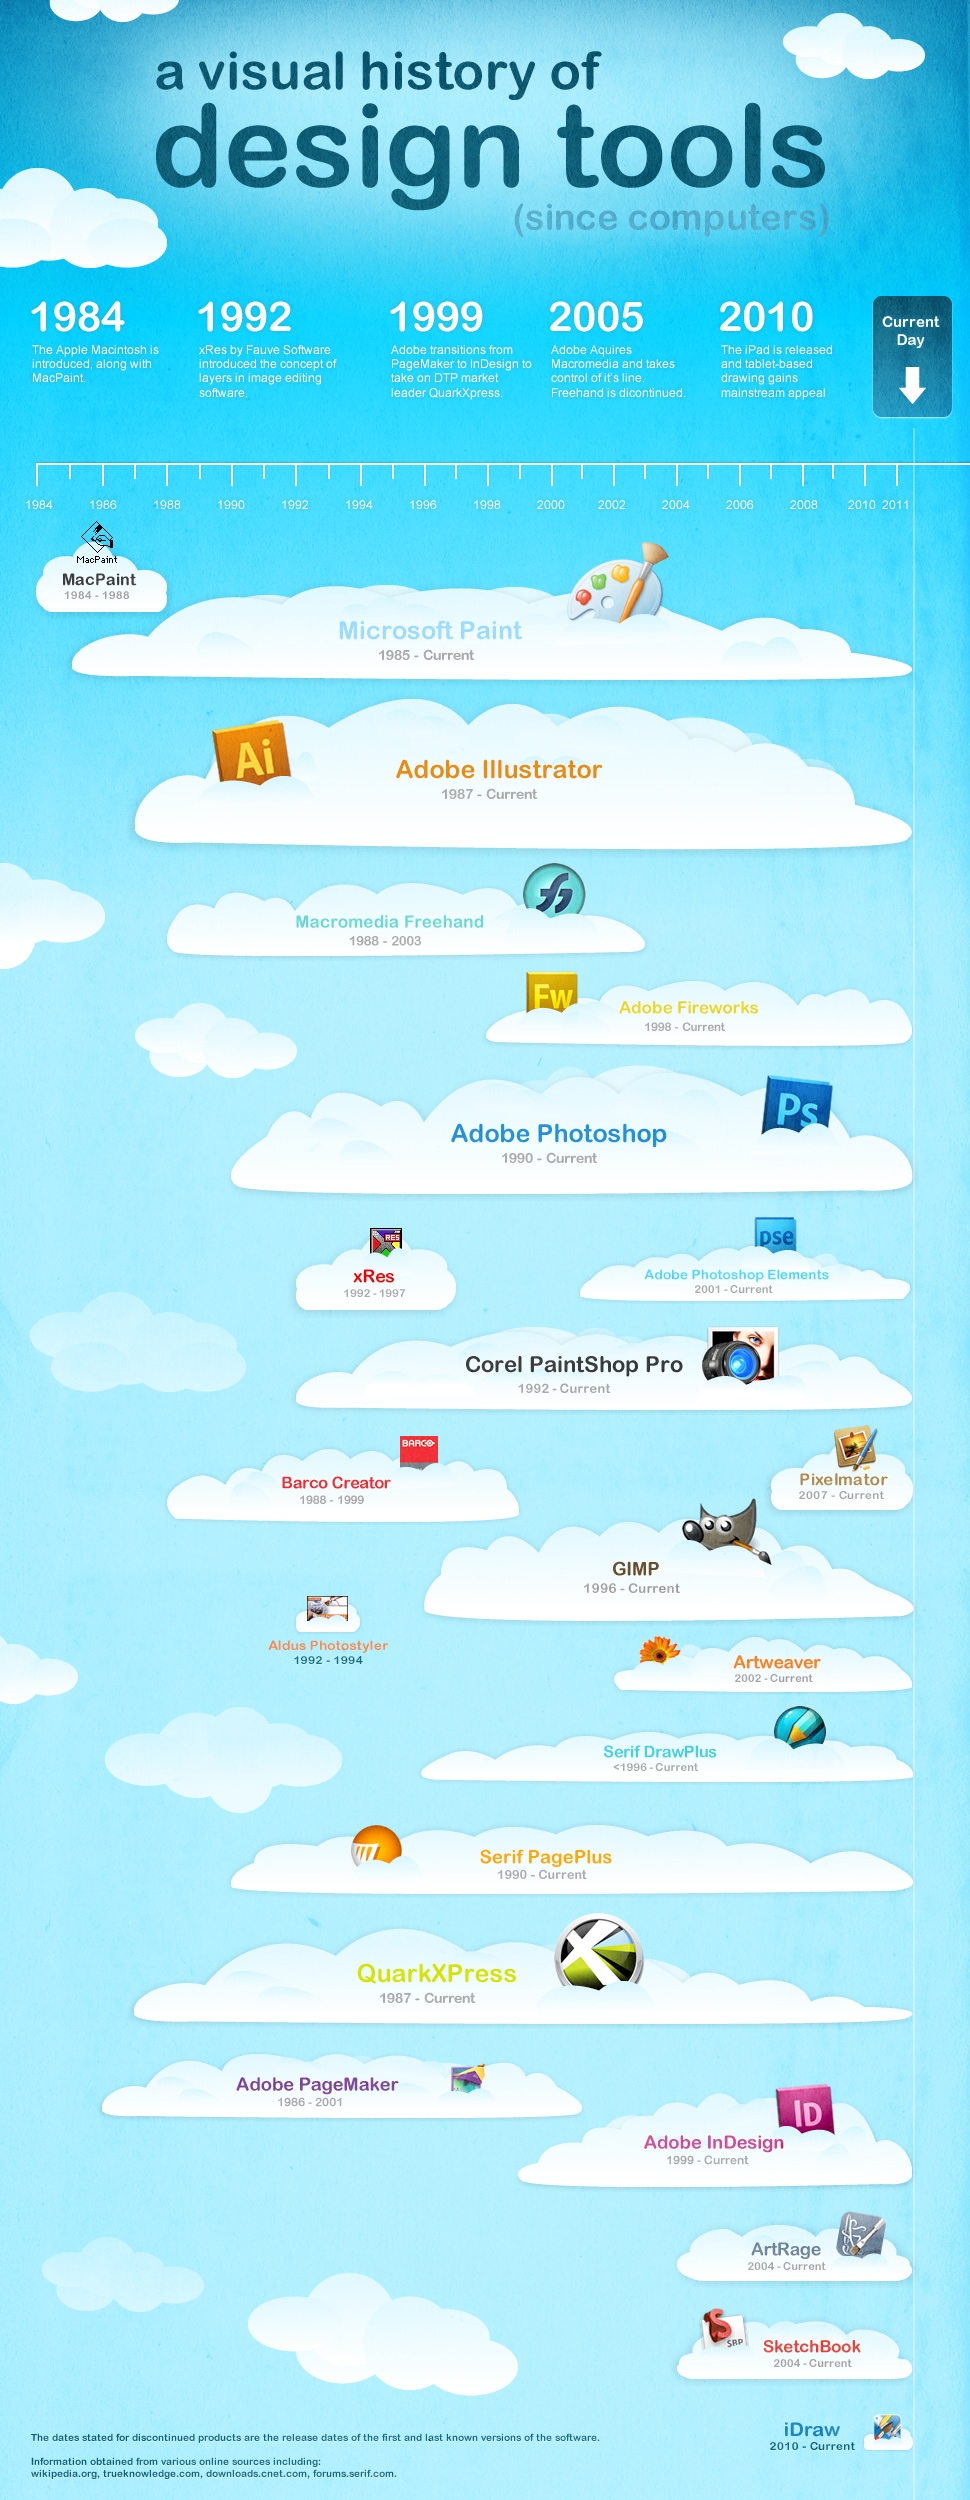 a visual history of
design tools
(since computers)
1984
The Apple Macintosh is
introduced, along with
MacPaint.
1992
xRes by Fauve Software
introduced the concept of
layers in image editing
software.
1999
Adobe transitions from
PageMaker to InDesign to
take on DTP market
leader QuarkXpress.
2005
Adobe Aquires
Macromedia and takes
control of it's line.
Freehand is dicontinued.
2010
The iPad is released
and tablet-based
drawing gains
mainstream appeal
Current
Day
1984 1986 1988 1990 1992 1994 1996 1998 2000 2002 2004 2006 2008 2010 2011
MacPaint
MacPaint
1984 - 1988
Microsoft Paint
1985 - Current
Ai
Adobe Illustrator
1987 - Current
Macromedia Freehand
1988 - 2003
Fw
Adobe Fireworks
1998 - Current
Ps
Adobe Photoshop
1990 - Current
RES
xRes
1992 - 1997
pse
Adobe Photoshop Elements
2001 - Current
Corel PaintShop Pro
1992 - Current
BARCO
Barco Creator
1988 - 1999
Pixelmator
2007 - Current
GIMP
1996 - Current
Aldus Photostyler
1992 - 1994
Artweaver
2002 - Current
Serif DrawPlus
<1996 - Current
Serif PagePlus
1990 - Current
QuarkXPress
1987 - Current
Adobe PageMaker
1986 - 2001
ID
Adobe InDesign
1999 - Current
ArtRage
2004 - Current
SBP
SketchBook
2004 - Current
iDraw
2010 - Current
The dates stated for discontinued products are the release dates of the first and last known versions of the software.
Information obtained from various online sources including:
wikipedia.org, trueknowledge.com, downloads.cnet.com, forums.serif.com.